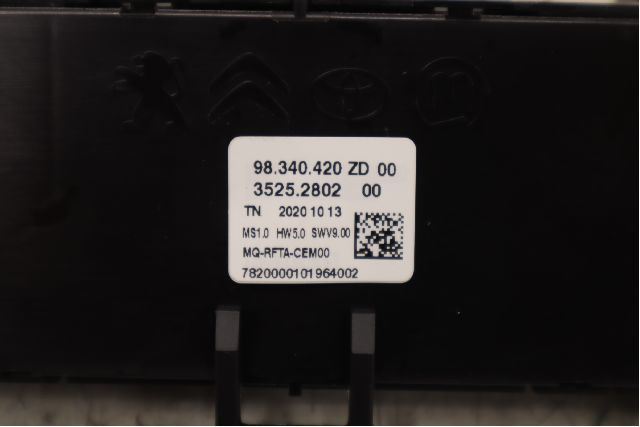 98.340.420 ZD 00
3525.2802 00
TN 2020 10 13
MS1.0 HW5.0 SWV9.00
MQ-RFTA-CEM00
7820000101964002